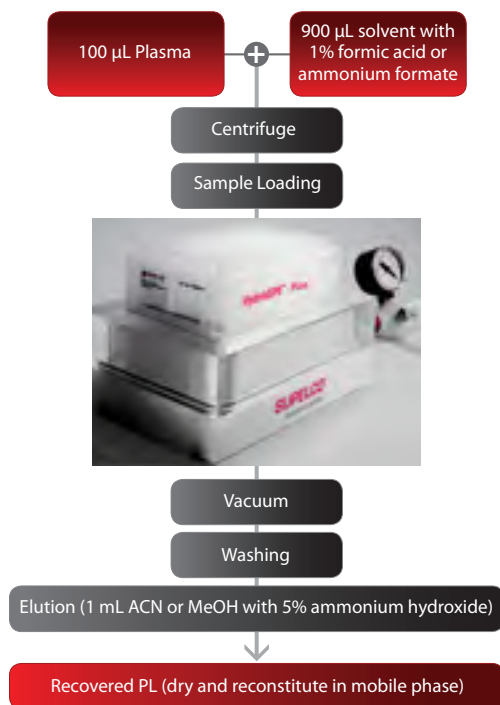 100 μL Plasma
+
900 μL solvent with
1% formic acid or
ammonium formate
Centrifuge
Sample Loading
SUPELCO
Vacuum
Washing
Elution (1 mL ACN or MeOH with 5% ammonium hydroxide)
Recovered PL (dry and reconstitute in mobile phase)